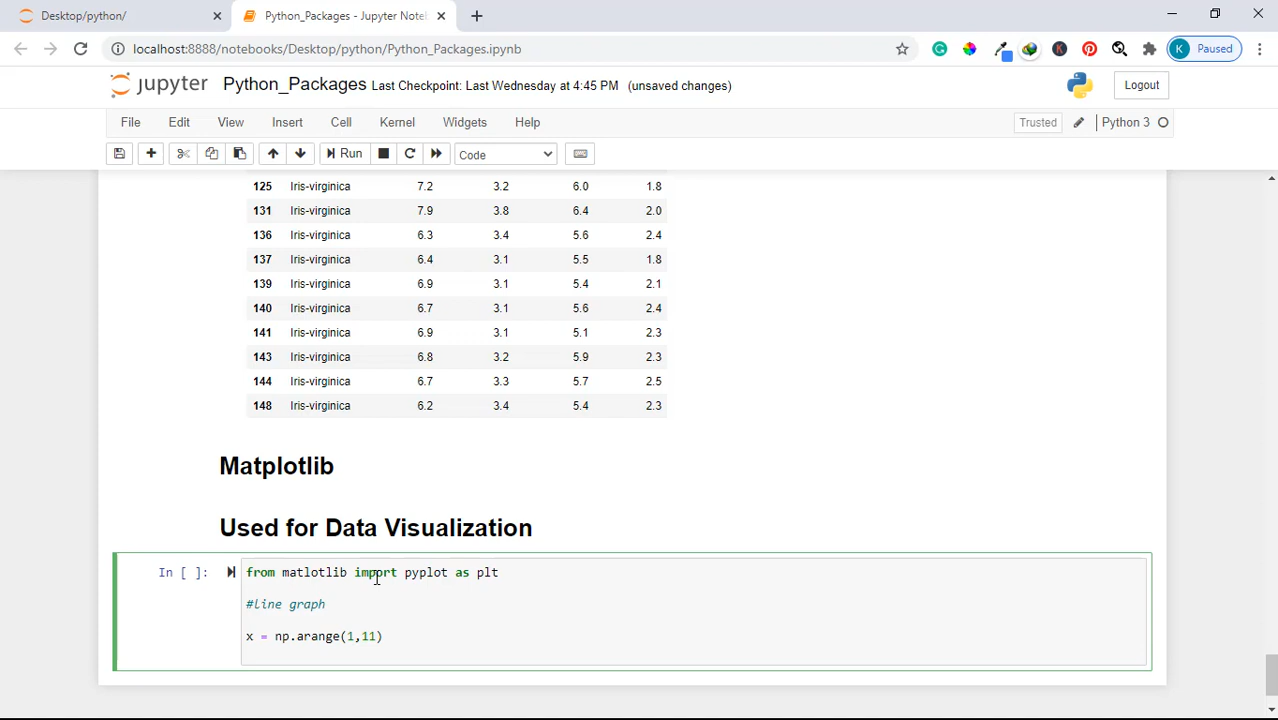 Desktop/python/
Python_Packages - Jupyter Noteb
localhost:8888/notebooks/Desktop/python/Python_Packages.ipynb
K Paused
jupyter Python_Packages Last Checkpoint: Last Wednesday at 4:45 PM (unsaved changes)
Logout
File Edit View Insert Cell Kernel Widgets Help
Trusted Python 3
Run Code
125 Iris-virginica 7.2 3.2 6.0 1.8
131 Iris-virginica 7.9 3.8 6.4 2.0
136 Iris-virginica 6.3 3.4 5.6 2.4
137 Iris-virginica 6.4 3.1 5.5 1.8
139 Iris-virginica 6.9 3.1 5.4 2.1
140 Iris-virginica 6.7 3.1 5.6 2.4
141 Iris-virginica 6.9 3.1 5.1 2.3
143 Iris-virginica 6.8 3.2 5.9 2.3
144 Iris-virginica 6.7 3.3 5.7 2.5
148 Iris-virginica 6.2 3.4 5.4 2.3
Matplotlib
Used for Data Visualization
In [ ]: from matlotlib import pyplot as plt
#line graph
x = np.arange(1,11)